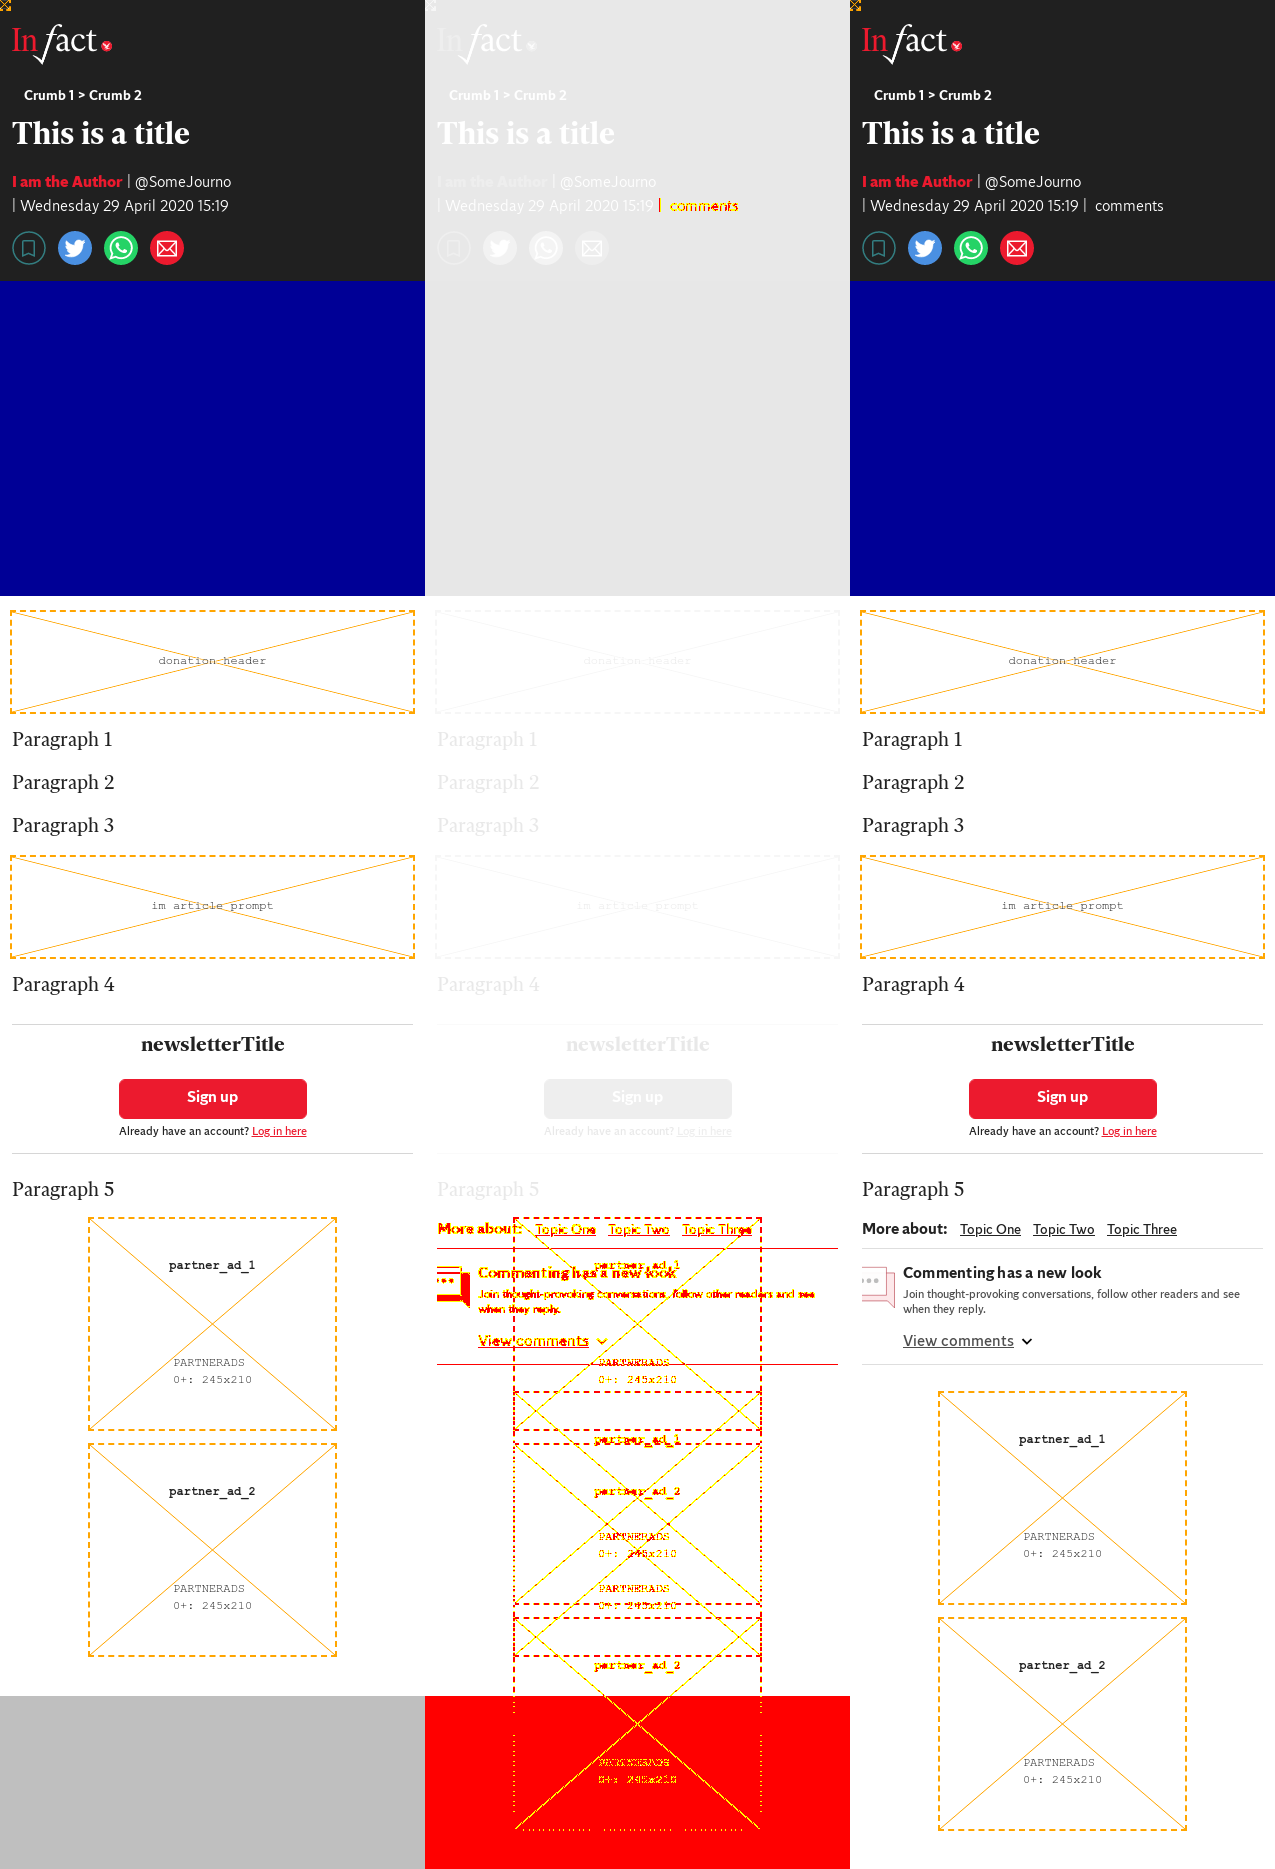 In fact.
Crumb 1 > Crumb 2
This is a title
I am the Author | @SomeJourno
| Wednesday 29 April 2020 15:19
donation header
Paragraph 1
Paragraph 2
Paragraph 3
im article prompt
Paragraph 4
newsletterTitle
Sign up
Already have an account? Log in here
Paragraph 5
partner_ad_1
PARTNERADS
0+: 245x210
partner_ad_2
PARTNERADS
0+: 245x210
In fact.
Crumb 1 > Crumb 2
This is a title
I am the Author | @SomeJourno
| Wednesday 29 April 2020 15:19 | comments
donation header
Paragraph 1
Paragraph 2
Paragraph 3
im article prompt
Paragraph 4
newsletterTitle
Sign up
Already have an account? Log in here
Paragraph 5
More about: Topic One Topic Two Topic Three
partner_ad_1
Commenting has a new look
Join thought-provoking conversations, follow other readers and see
when they reply.
View comments
PARTNERADS
0+: 245x210
partner_ad_1
partner_ad_2
PARTNERADS
0+: 245x210
PARTNERADS
0+: 245x210
partner_ad_2
PARTNERADS
0+: 245x210
In fact.
Crumb 1 > Crumb 2
This is a title
I am the Author | @SomeJourno
| Wednesday 29 April 2020 15:19 | comments
donation header
Paragraph 1
Paragraph 2
Paragraph 3
im article prompt
Paragraph 4
newsletterTitle
Sign up
Already have an account? Log in here
Paragraph 5
More about: Topic One Topic Two Topic Three
Commenting has a new look
Join thought-provoking conversations, follow other readers and see
when they reply.
View comments
partner_ad_1
PARTNERADS
0+: 245x210
partner_ad_2
PARTNERADS
0+: 245x210